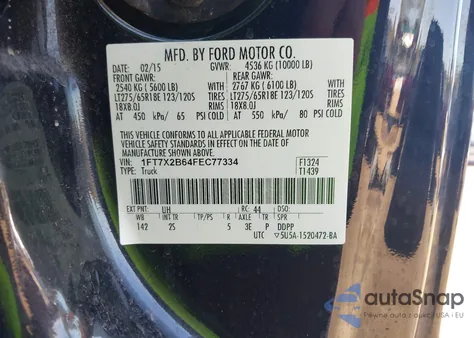 MFD. BY FORD MOTOR CO.
DATE: 02/15 GVWR: 4536 KG (10000 LB)
FRONT GAWR: REAR GAWR:
2540 KG (5600 LB) WITH 2767 KG (6100 LB) WITH
LT275/65R18E 123/120S TIRES LT275/65R18E 123/120S TIRES
18X8.0J RIMS 18X8.0J RIMS
AT 450 kPa/ 65 PSI COLD AT 550 kPa/ 80 PSI COLD
THIS VEHICLE CONFORMS TO ALL APPLICABLE FEDERAL MOTOR
VEHICLE SAFETY STANDARDS IN EFFECT ON THE DATE OF
MANUFACTURE SHOWN ABOVE.
VIN: 1FT7X2B64FEC77334 F1324
TYPE: Truck T1439
EXT PNT: UH RC: 44 DSO:
WB INT TR TP/PS R AXLE TR SPR
142 25 5 3E P DDPP
UTC 5U5A-1520472-BA
autoSnap